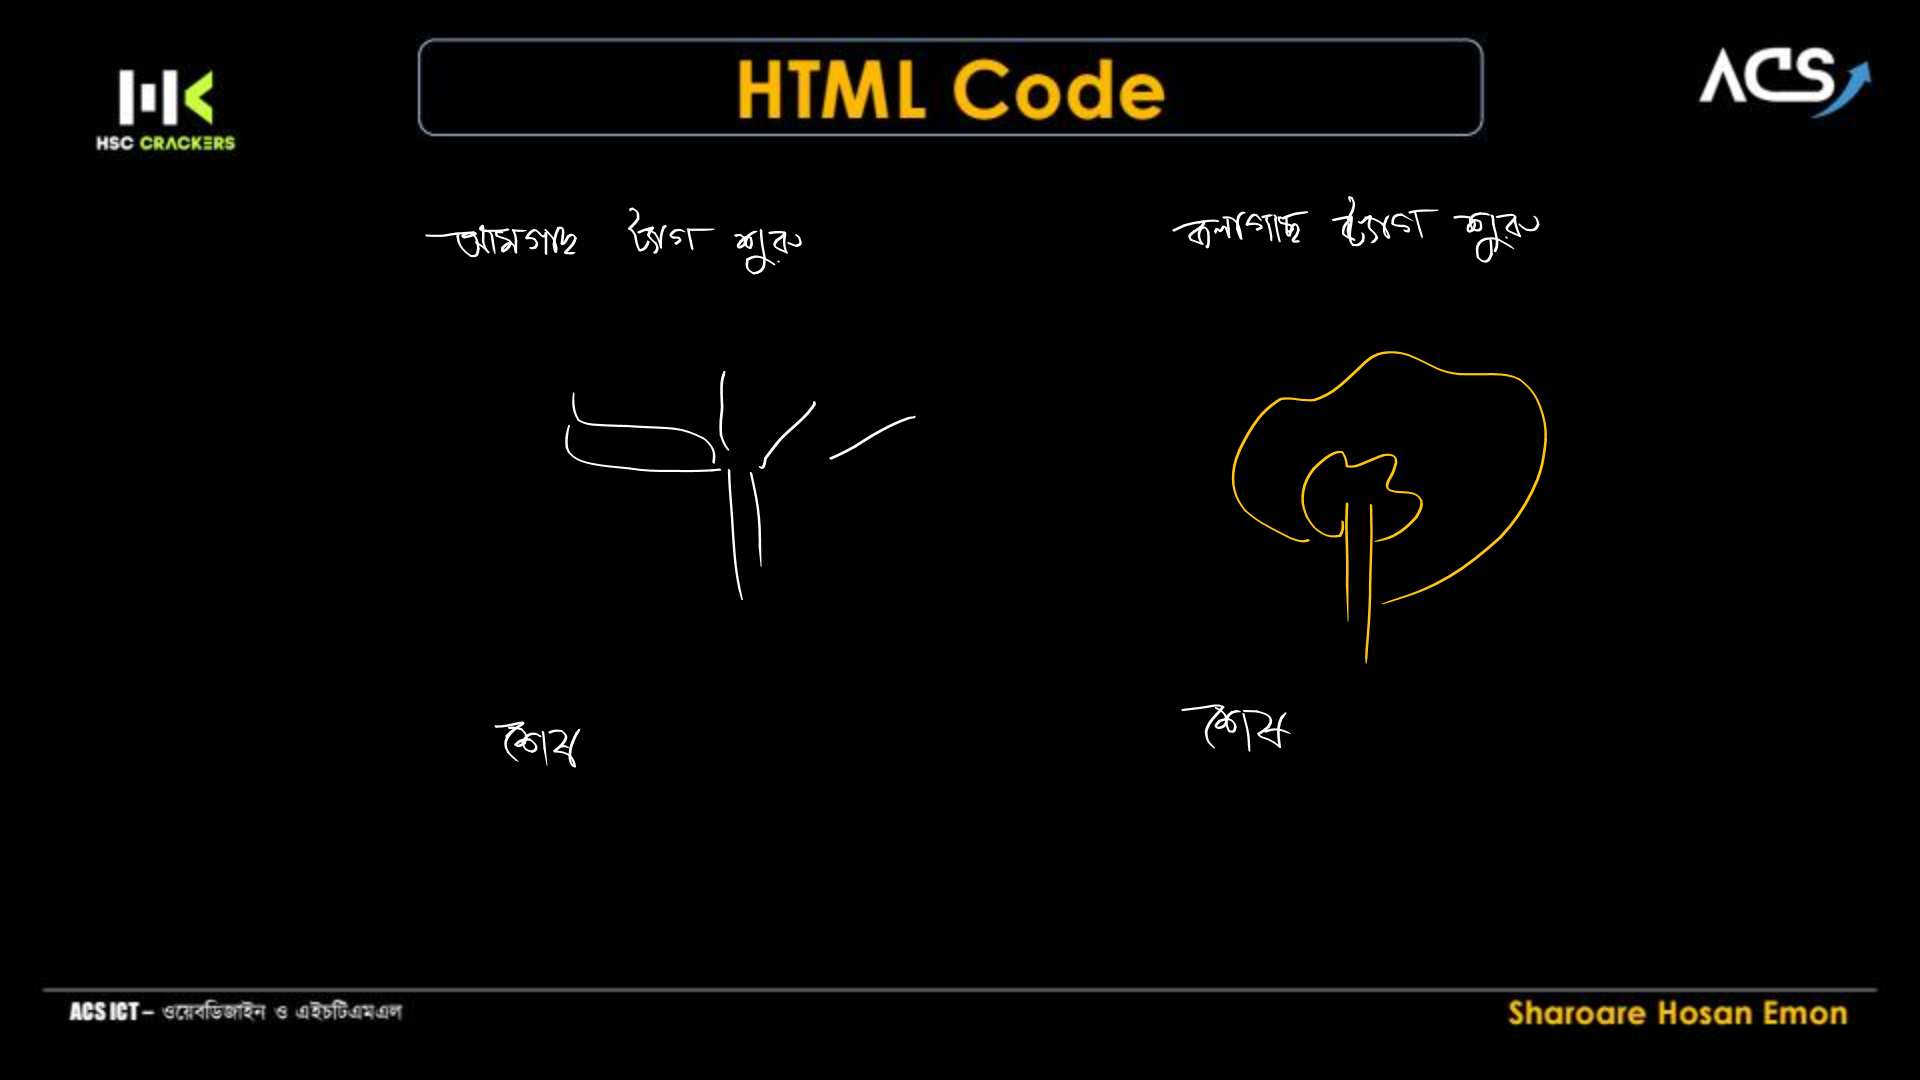 HTML Code
HSC CRACKERS
ACS
আমগাছ ট্যাগ শুরু
কলাগাছ ট্যাগ শুরু
শেষ
শেষ
ACS ICT – ওয়েবডিজাইন ও এইচটিএমএল
Sharoare Hosan Emon